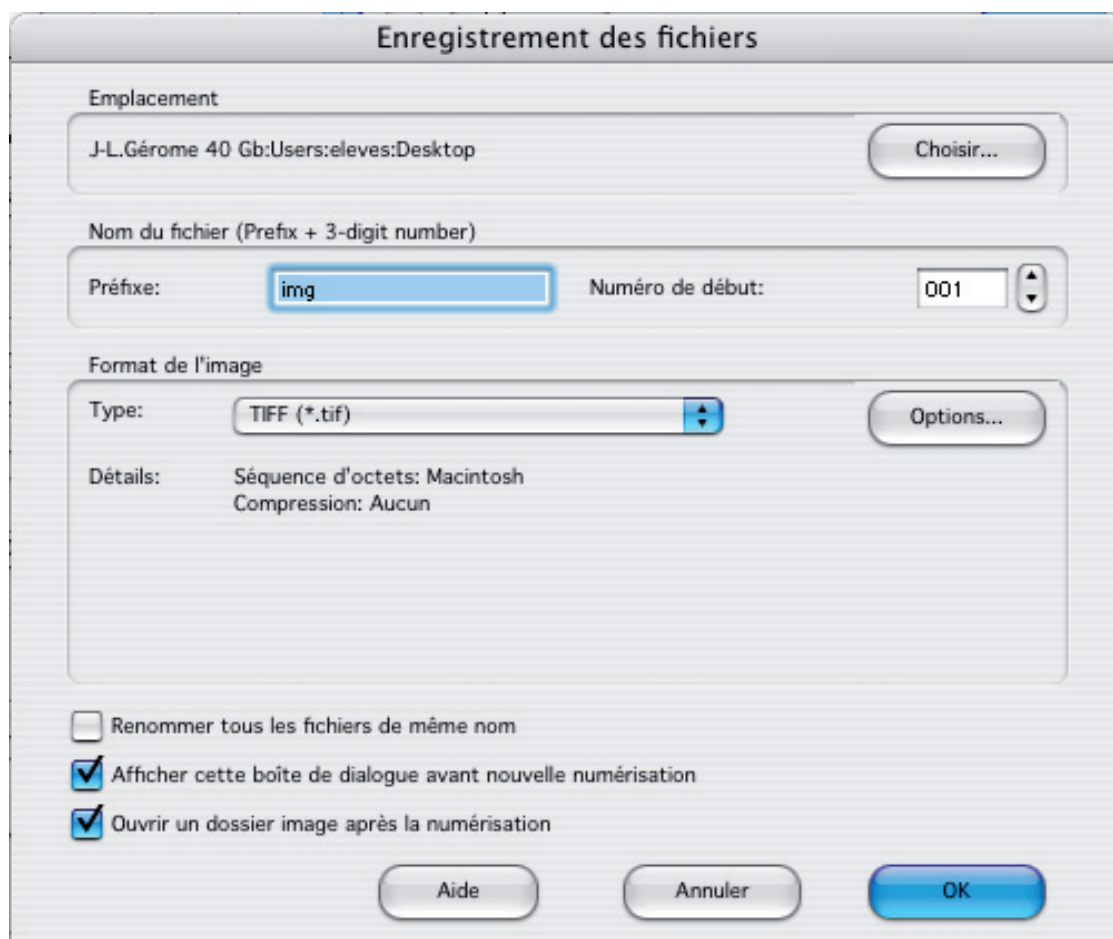 Enregistrement des fichiers
Emplacement
J-L.Gérome 40 Gb:Users:eleves:Desktop
Choisir...
Nom du fichier (Prefix + 3-digit number)
Préfixe: img Numéro de début: 001
Format de l'image
Type: TIFF (*.tif) Options...
Détails: Séquence d'octets: Macintosh
Compression: Aucun
Renommer tous les fichiers de même nom
Afficher cette boîte de dialogue avant nouvelle numérisation
Ouvrir un dossier image après la numérisation
Aide Annuler OK